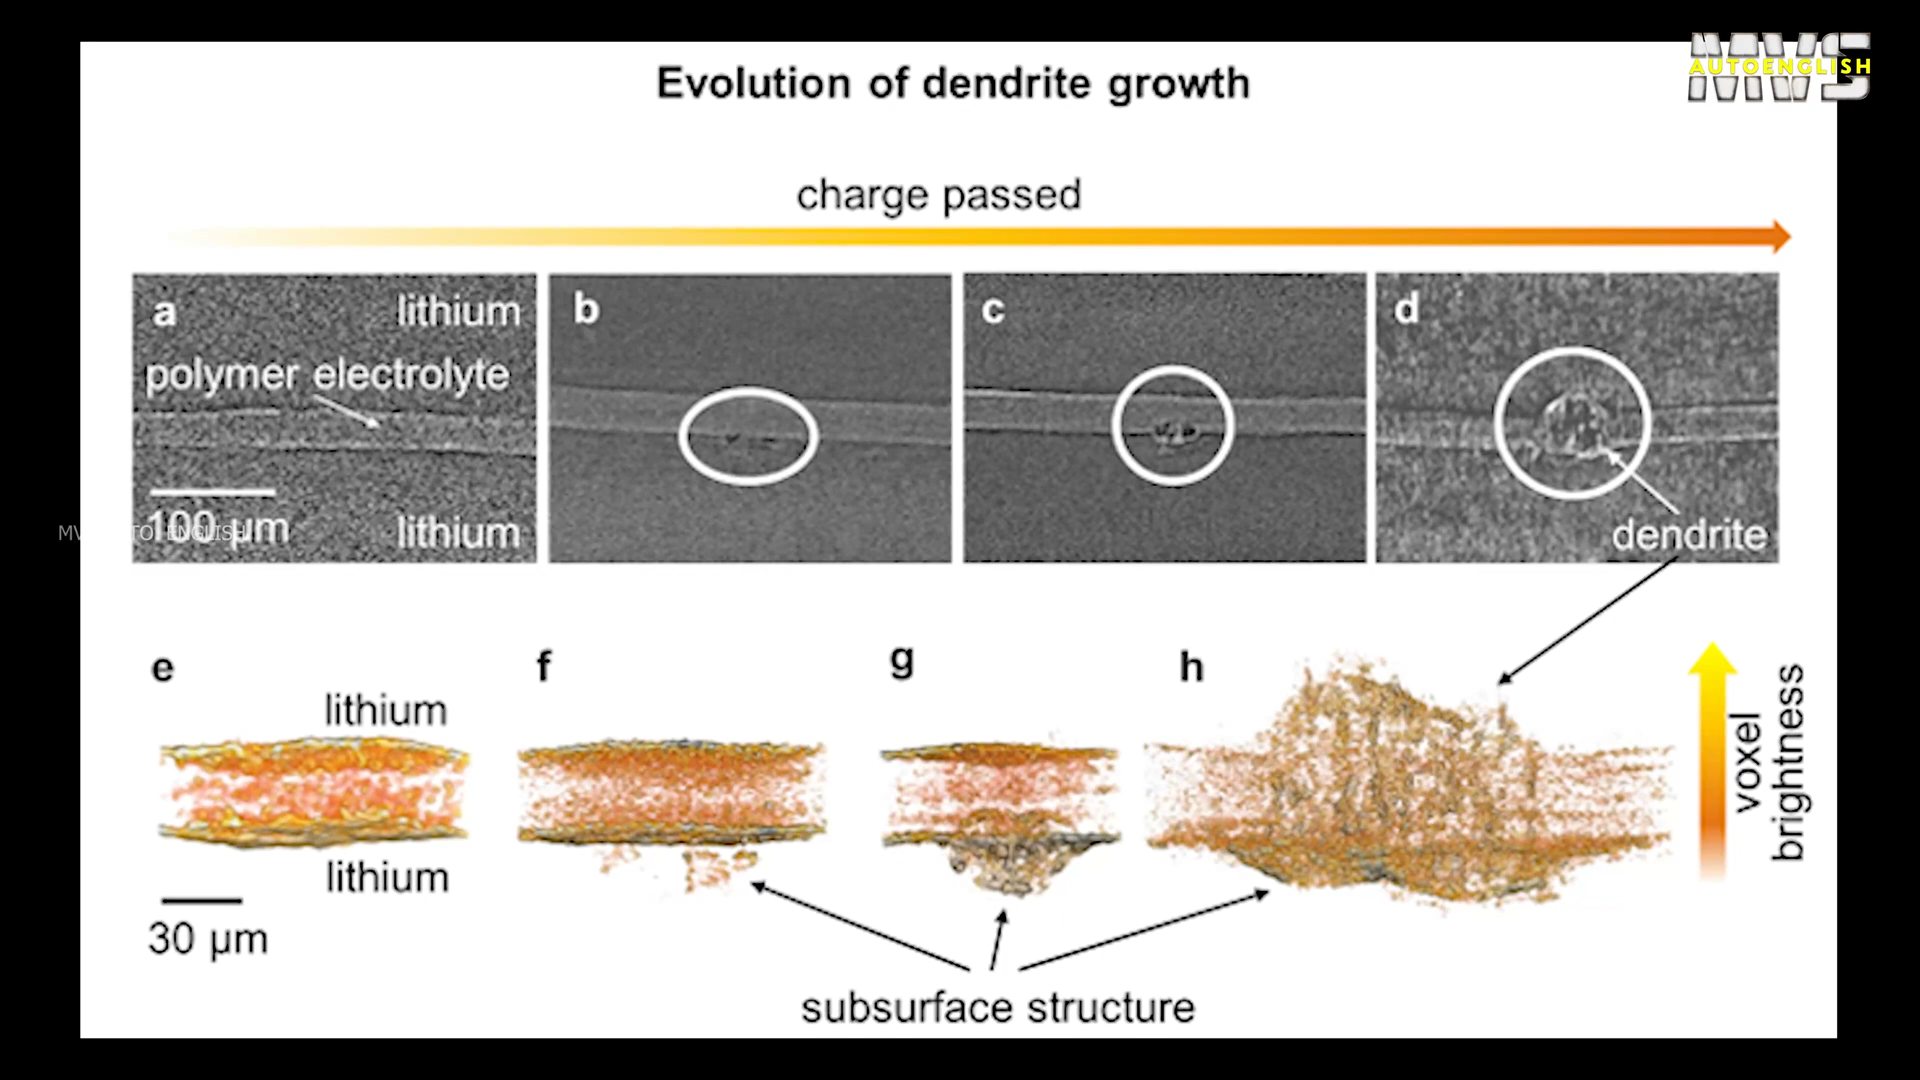 MWS
AUTOENGLISH
Evolution of dendrite growth
charge passed
a
lithium
polymer electrolyte
100 µm
lithium
b
c
d
dendrite
e
lithium
lithium
30 µm
f
g
h
voxel
brightness
subsurface structure